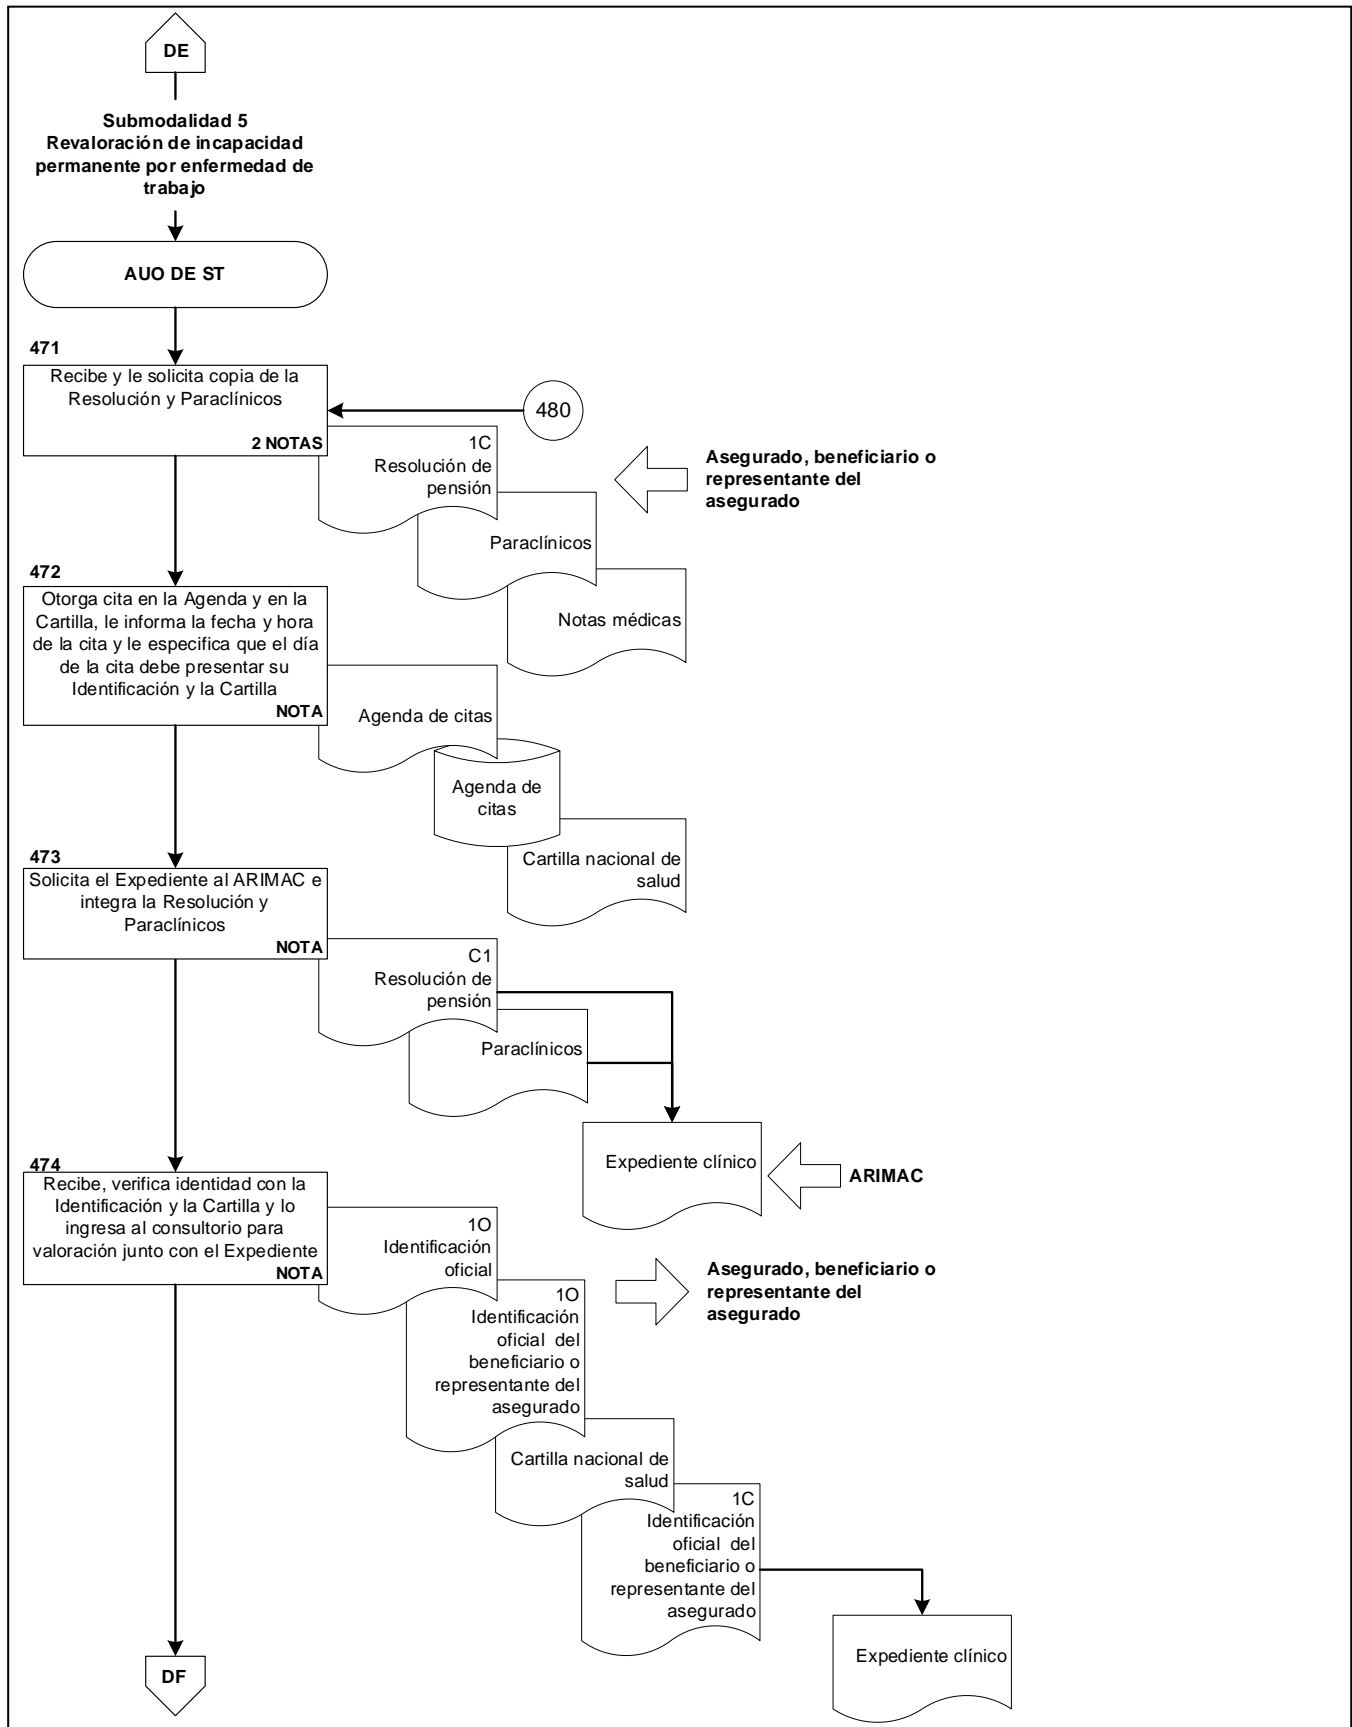 DE
Submodalidad 5
Revaloración de incapacidad
permanente por enfermedad de
trabajo
AUO DE ST
471
Recibe y le solicita copia de la
Resolución y Paraclínicos
2 NOTAS
480
1C
Resolución de
pensión
Asegurado, beneficiario o
representante del
asegurado
Paraclínicos
Notas médicas
472
Otorga cita en la Agenda y en la
Cartilla, le informa la fecha y hora
de la cita y le especifica que el día
de la cita debe presentar su
Identificación y la Cartilla
NOTA
Agenda de citas
Agenda de
citas
Cartilla nacional de
salud
473
Solicita el Expediente al ARIMAC e
integra la Resolución y
Paraclínicos
NOTA
C1
Resolución de
pensión
Paraclínicos
Expediente clínico
ARIMAC
474
Recibe, verifica identidad con la
Identificación y la Cartilla y lo
ingresa al consultorio para
valoración junto con el Expediente
NOTA
1O
Identificación
oficial
Asegurado, beneficiario o
representante del
asegurado
1O
Identificación
oficial  del
beneficiario o
representante del
asegurado
Cartilla nacional de
salud
1C
Identificación
oficial  del
beneficiario o
representante del
asegurado
Expediente clínico
DF